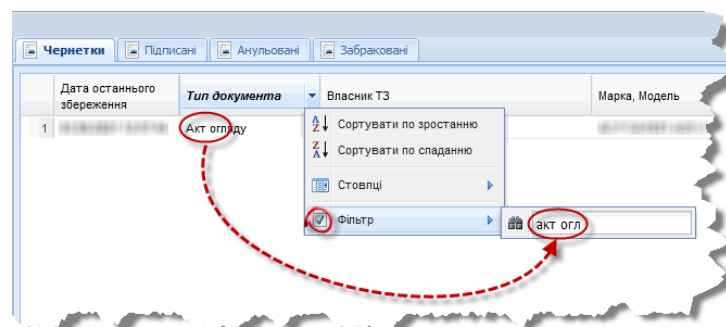 Чернетки Підписані Анульовані Забраковані
Дата останнього збереження Тип документа Власник ТЗ Марка, Модель
1 Акт огляду
Сортувати по зростанню
Сортувати по спаданню
Стовпці
Фільтр акт огл